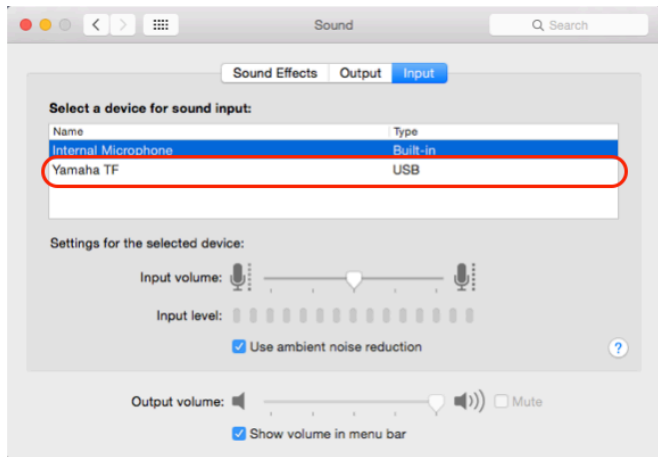 Sound
Search
Sound Effects Output Input
Select a device for sound input:
Name Type
Internal Microphone Built-in
Yamaha TF USB
Settings for the selected device:
Input volume:
Input level:
Use ambient noise reduction
?
Output volume: Mute
Show volume in menu bar